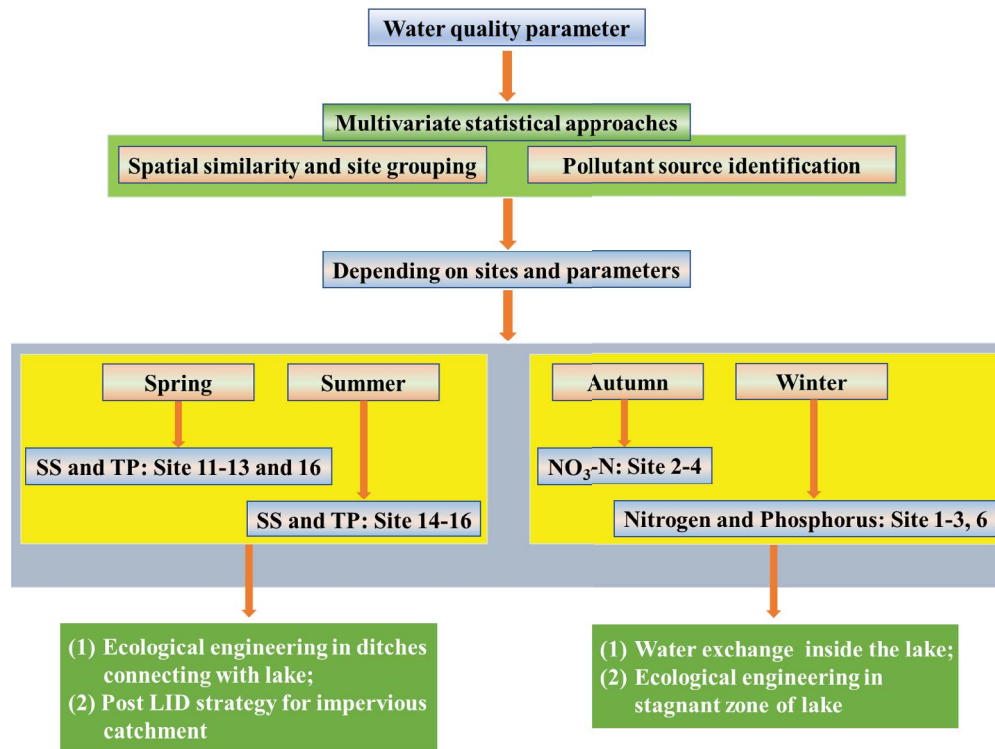 Water quality parameter
Multivariate statistical approaches
Spatial similarity and site grouping
Pollutant source identification
Depending on sites and parameters
Spring
Summer
Autumn
Winter
SS and TP: Site 11-13 and 16
NO₃-N: Site 2-4
SS and TP: Site 14-16
Nitrogen and Phosphorus: Site 1-3, 6
(1) Ecological engineering in ditches
connecting with lake;
(2) Post LID strategy for impervious
catchment
(1) Water exchange inside the lake;
(2) Ecological engineering in
stagnant zone of lake